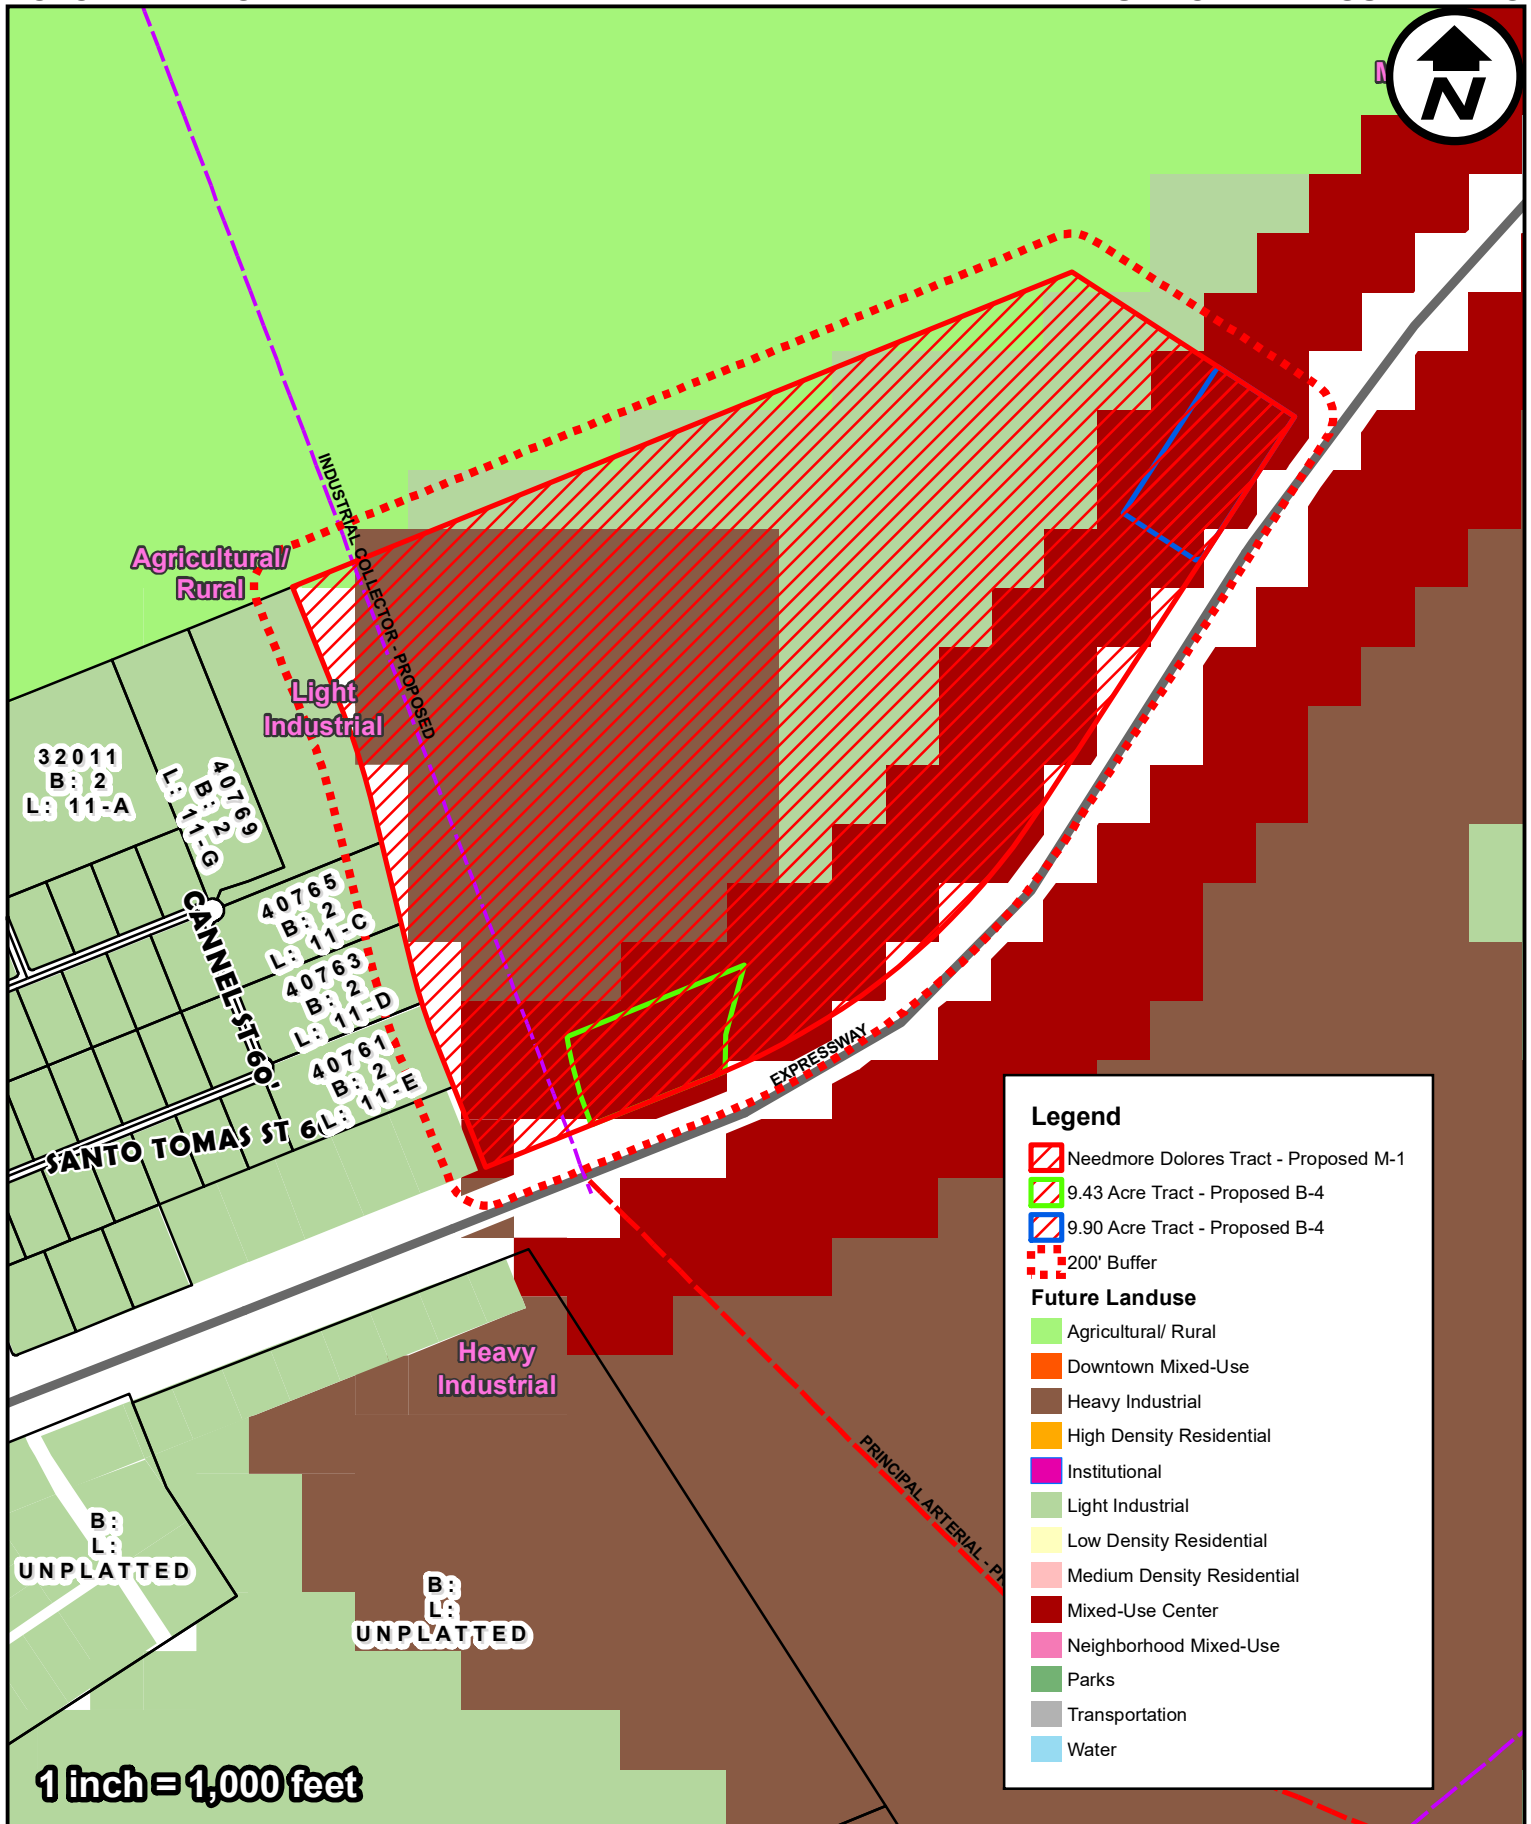 N
INDUSTRIAL COLLECTOR - PROPOSED
Agricultural/
Rural
Light
Industrial
32011
B: 2
L: 11-A
40769
B: 2
L: 11-G
40765
B: 2
L: 11-C
40763
B: 2
L: 11-D
40761
B: 2
L: 11-E
CANNEL ST 60'
SANTO TOMAS ST
EXPRESSWAY
Heavy
Industrial
PRINCIPAL ARTERIAL -
B:
L:
UNPLATTED
B:
L:
UNPLATTED
1 inch = 1,000 feet
Legend
Needmore Dolores Tract - Proposed M-1
9.43 Acre Tract - Proposed B-4
9.90 Acre Tract - Proposed B-4
200' Buffer
Future Landuse
Agricultural/ Rural
Downtown Mixed-Use
Heavy Industrial
High Density Residential
Institutional
Light Industrial
Low Density Residential
Medium Density Residential
Mixed-Use Center
Neighborhood Mixed-Use
Parks
Transportation
Water